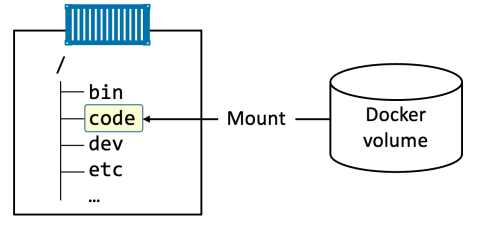 /
bin
code
dev
etc
…
Mount
Docker
volume